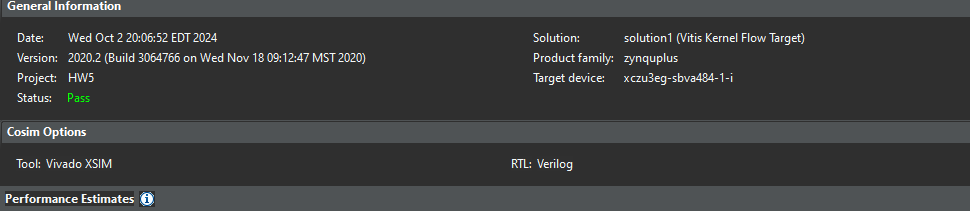 General Information
Date: Wed Oct 2 20:06:52 EDT 2024
Solution: solution1 (Vitis Kernel Flow Target)
Version: 2020.2 (Build 3064766 on Wed Nov 18 09:12:47 MST 2020)
Product family: zynquplus
Project: HW5
Target device: xczu3eg-sbva484-1-i
Status: Pass
Cosim Options
Tool: Vivado XSIM
RTL: Verilog
Performance Estimates